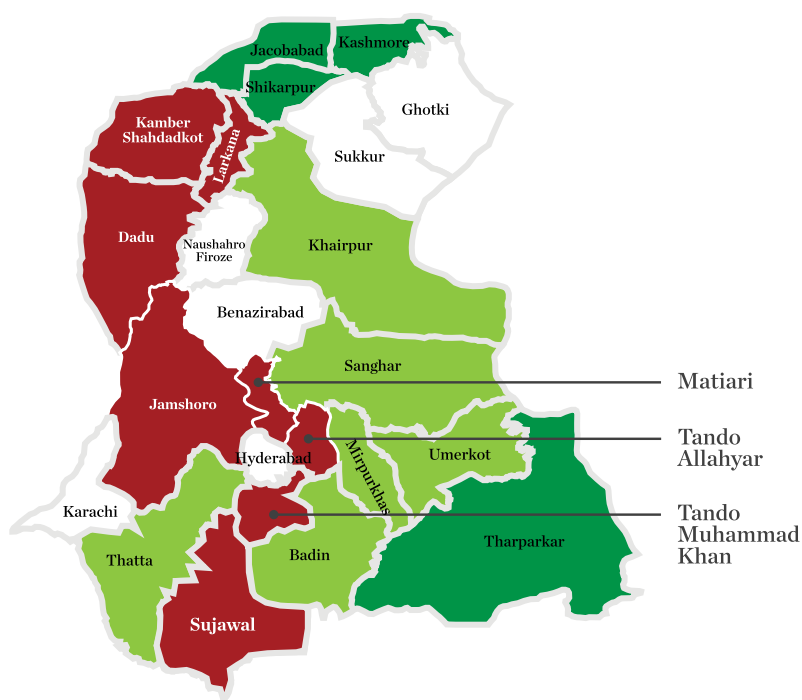 Jacobabad
Kashmore
Shikarpur
Ghotki
Kamber
Shahdadkot
Larkana
Sukkur
Dadu
Naushahro
Firoze
Khairpur
Benazirabad
Sanghar
Matiari
Jamshoro
Tando
Allahyar
Hyderabad
Mirpurkhas
Umerkot
Karachi
Tando
Muhammad
Khan
Thatta
Badin
Tharparkar
Sujawal